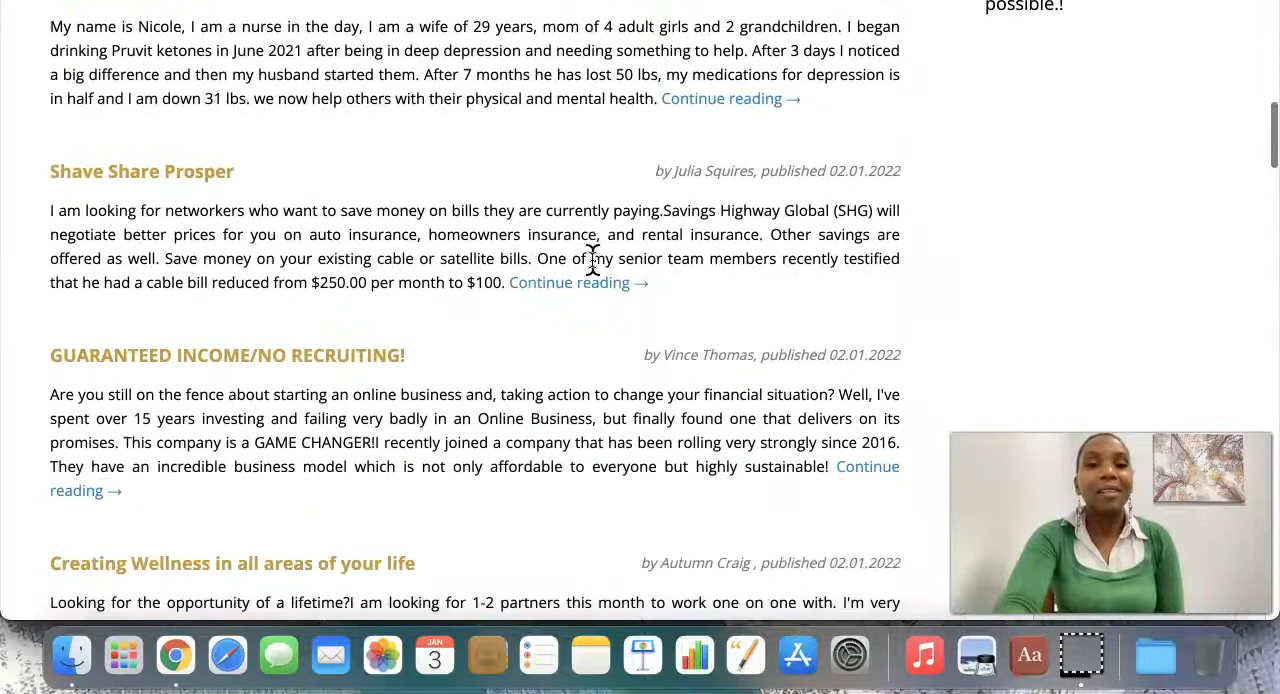 possible.!
My name is Nicole, I am a nurse in the day, I am a wife of 29 years, mom of 4 adult girls and 2 grandchildren. I began
drinking Pruvit ketones in June 2021 after being in deep depression and needing something to help. After 3 days I noticed
a big difference and then my husband started them. After 7 months he has lost 50 lbs, my medications for depression is
in half and I am down 31 lbs. we now help others with their physical and mental health. Continue reading →
Shave Share Prosper by Julia Squires, published 02.01.2022
I am looking for networkers who want to save money on bills they are currently paying.Savings Highway Global (SHG) will
negotiate better prices for you on auto insurance, homeowners insurance, and rental insurance. Other savings are
offered as well. Save money on your existing cable or satellite bills. One of my senior team members recently testified
that he had a cable bill reduced from $250.00 per month to $100. Continue reading →
GUARANTEED INCOME/NO RECRUITING! by Vince Thomas, published 02.01.2022
Are you still on the fence about starting an online business and, taking action to change your financial situation? Well, I've
spent over 15 years investing and failing very badly in an Online Business, but finally found one that delivers on its
promises. This company is a GAME CHANGER!I recently joined a company that has been rolling very strongly since 2016.
They have an incredible business model which is not only affordable to everyone but highly sustainable! Continue
reading →
Creating Wellness in all areas of your life by Autumn Craig , published 02.01.2022
Looking for the opportunity of a lifetime?I am looking for 1-2 partners this month to work one on one with. I'm very
JAN
3
Aa